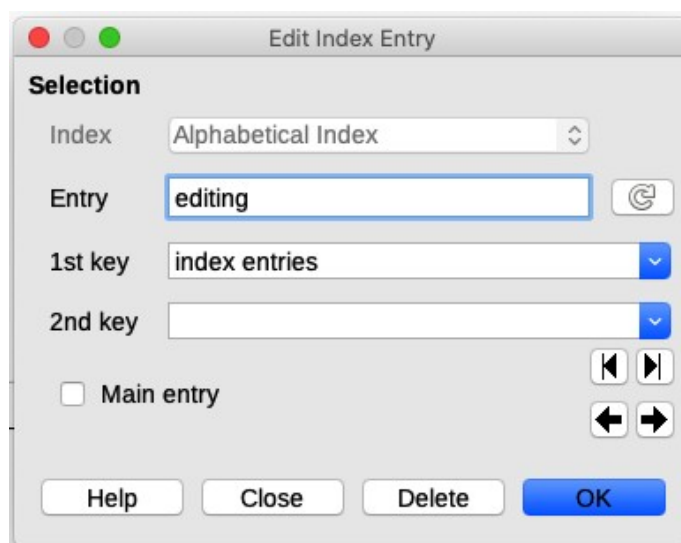 Edit Index Entry
Selection
Index Alphabetical Index
Entry editing
1st key index entries
2nd key
Main entry
Help Close Delete OK